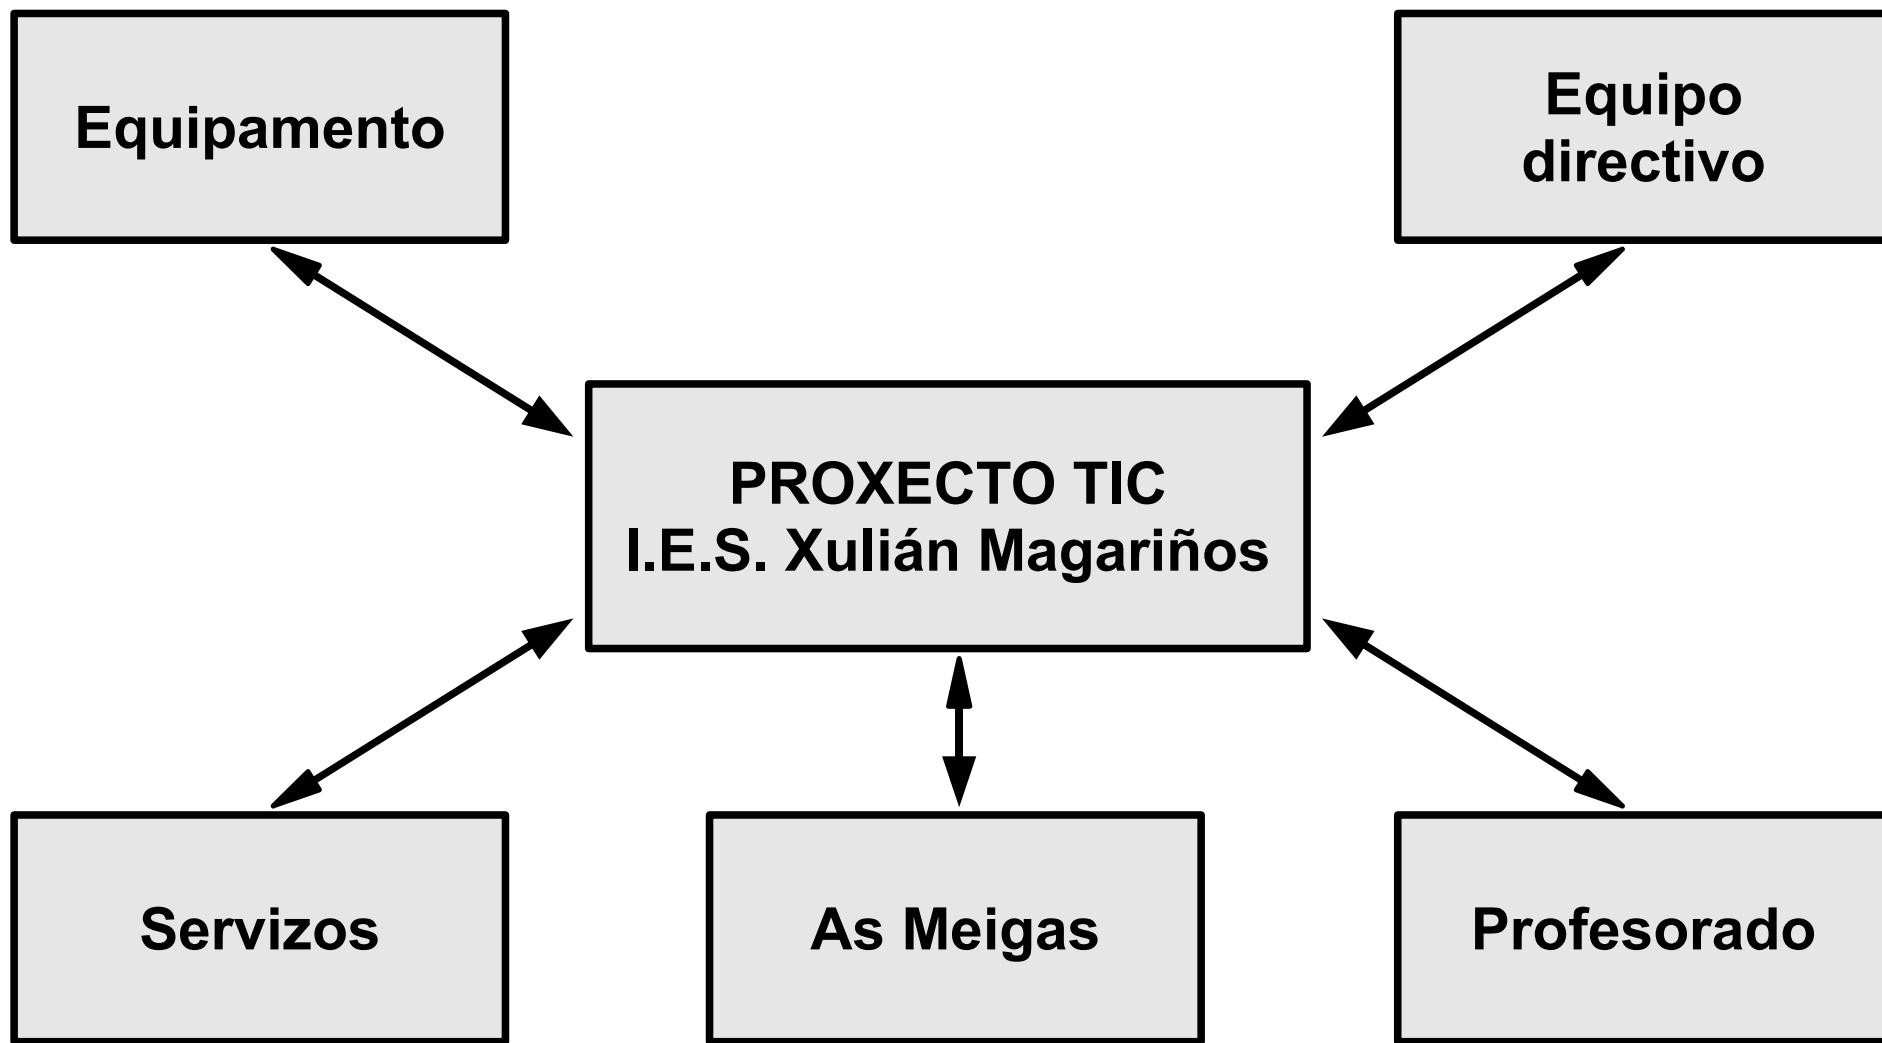 Equipamento
Equipo
directivo
PROXECTO TIC
I.E.S. Xulián Magariños
Servizos
As Meigas
Profesorado